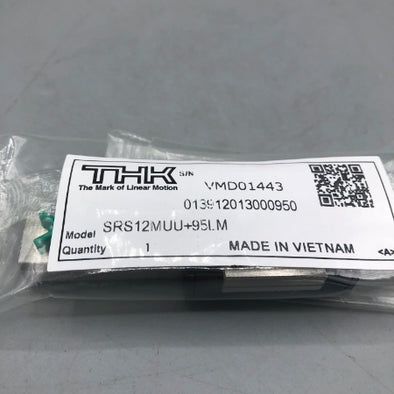 THK S/N VMD01443
The Mark of Linear Motion
013912013000950
Model SRS12MUU+95LM
Quantity 1 MADE IN VIETNAM <A>